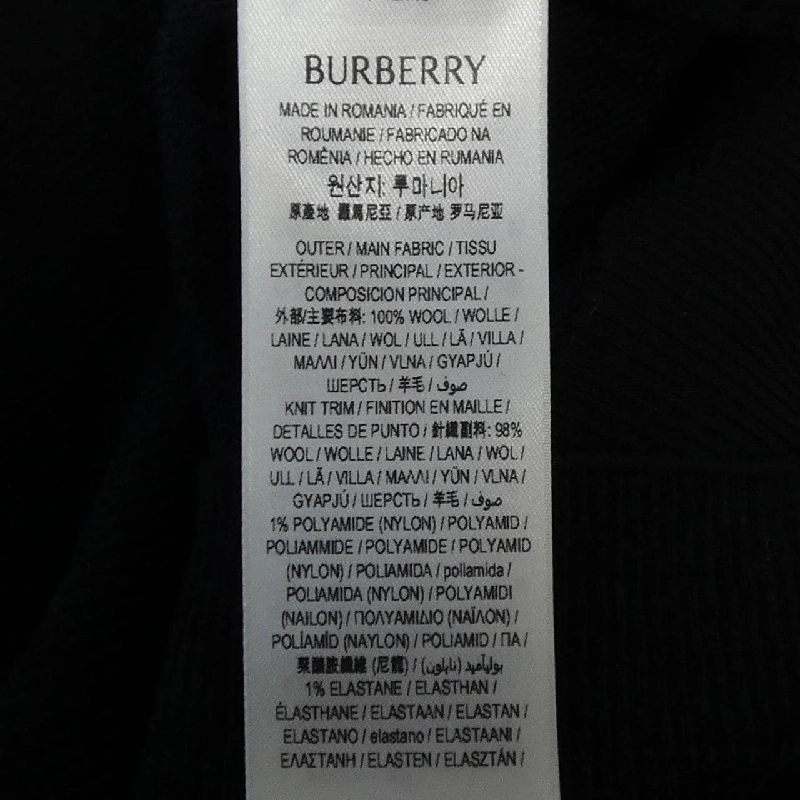 BURBERRY
MADE IN ROMANIA / FABRIQUÉ EN
ROUMANIE / FABRICADO NA
ROMÊNIA / HECHO EN RUMANIA
원산지: 루마니아
原產地 羅馬尼亞 / 原产地 罗马尼亚
OUTER / MAIN FABRIC / TISSU
EXTÉRIEUR / PRINCIPAL / EXTERIOR -
COMPOSICION PRINCIPAL /
外部/主要布料: 100% WOOL / WOLLE /
LAINE / LANA / WOL / ULL / LÃ / VILLA /
ΜΑΛΛΙ / YÜN / VLNA / GYAPJÚ /
ШЕРСТЬ / 羊毛 / صوف
KNIT TRIM / FINITION EN MAILLE /
DETALLES DE PUNTO / 針織副料: 98%
WOOL / WOLLE / LAINE / LANA / WOL /
ULL / LÃ / VILLA / ΜΑΛΛΙ / YÜN / VLNA /
GYAPJÚ / ШЕРСТЬ / 羊毛 / صوف
1% POLYAMIDE (NYLON) / POLYAMID /
POLIAMMIDE / POLYAMIDE / POLYAMID
(NYLON) / POLIAMIDA / poliamida /
POLIAMIDA (NYLON) / POLYAMIDI
(NAILON) / ΠΟΛΥΑΜΙΔΙΟ (ΝΑΪΛΟΝ) /
POLÍAMÍD (NAYLON) / POLIAMID / ПА /
聚醯胺纖維 (尼龍) / بولياميد (نايلون) /
1% ELASTANE / ELASTHAN /
ÉLASTHANE / ELASTAAN / ELASTAN /
ELASTANO / elastano / ELASTAANI /
ΕΛΑΣΤΑΝΗ / ELASTEN / ELASZTÁN /